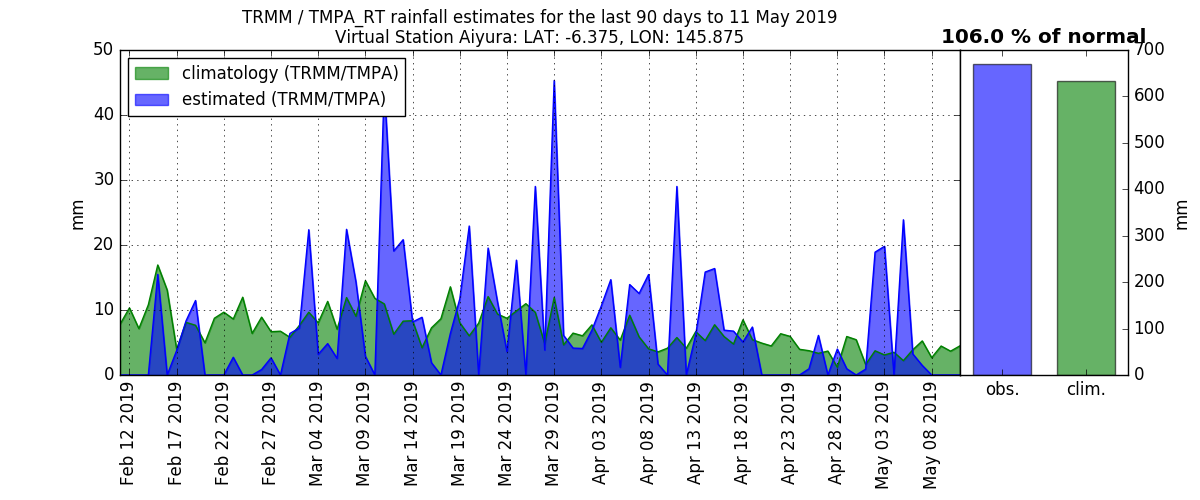 TRMM / TMPA_RT rainfall estimates for the last 90 days to 11 May 2019
Virtual Station Aiyura: LAT: -6.375, LON: 145.875
106.0 % of normal
climatology (TRMM/TMPA)
estimated (TRMM/TMPA)
50
40
30
20
10
0
mm
Feb 12 2019
Feb 17 2019
Feb 22 2019
Feb 27 2019
Mar 04 2019
Mar 09 2019
Mar 14 2019
Mar 19 2019
Mar 24 2019
Mar 29 2019
Apr 03 2019
Apr 08 2019
Apr 13 2019
Apr 18 2019
Apr 23 2019
Apr 28 2019
May 03 2019
May 08 2019
obs.
clim.
700
600
500
400
300
200
100
0
mm